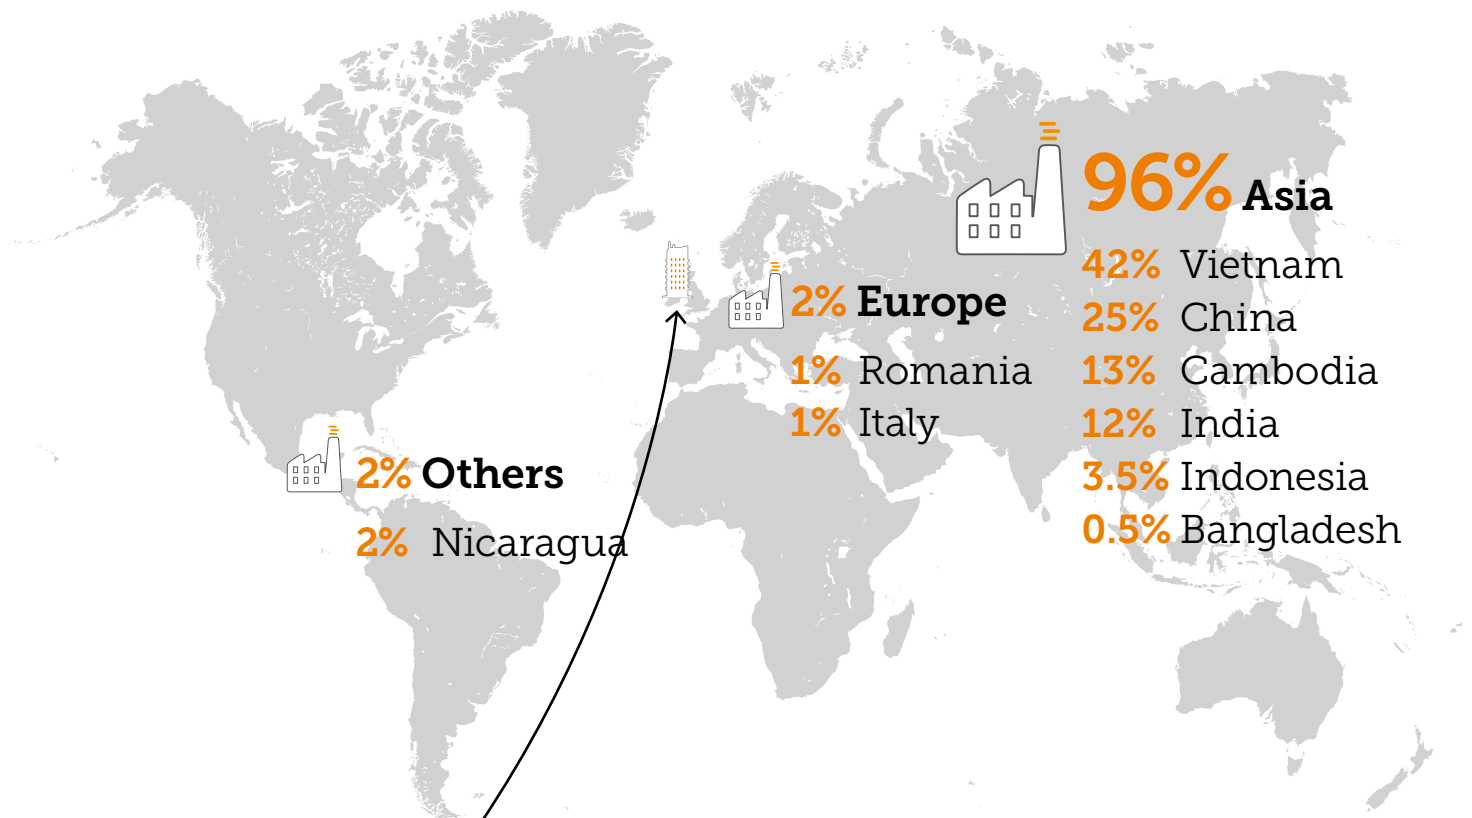 96% Asia
42% Vietnam
25% China
13% Cambodia
12% India
3.5% Indonesia
0.5% Bangladesh
2% Europe
1% Romania
1% Italy
2% Others
2% Nicaragua